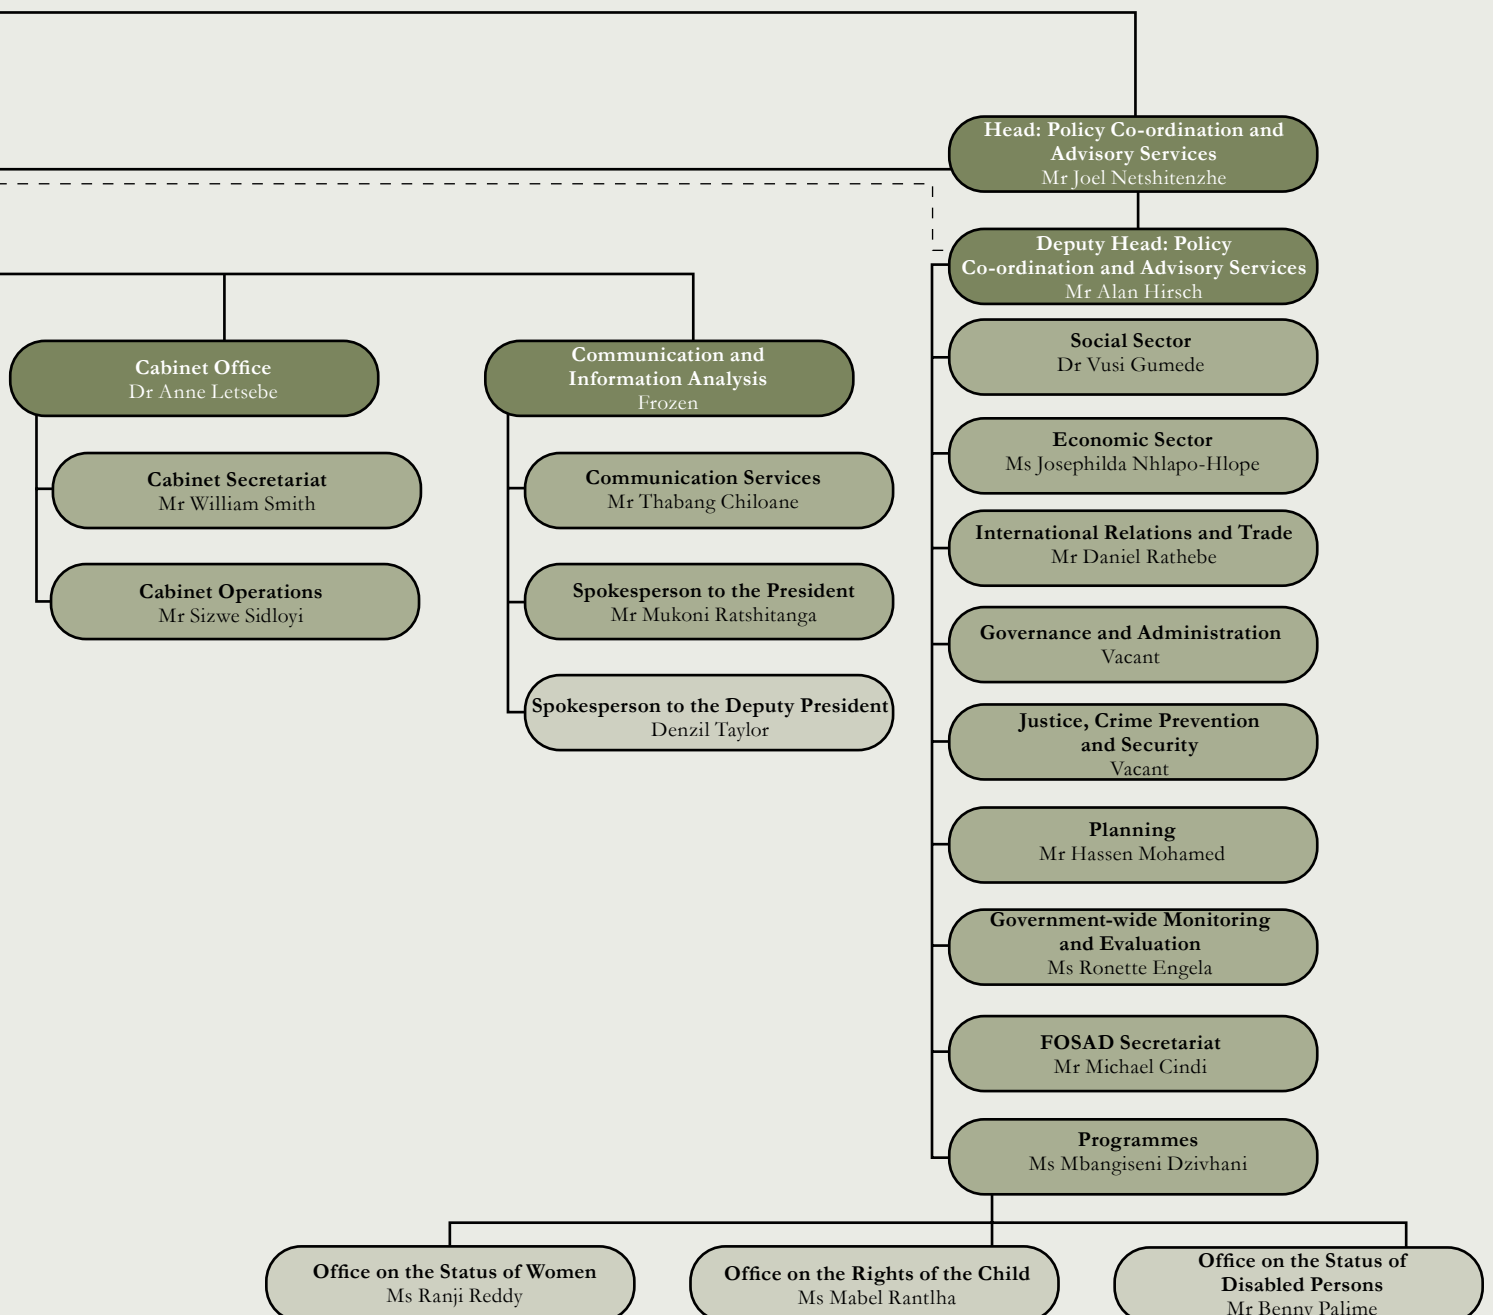 Head: Policy Co-ordination and
Advisory Services
Mr Joel Netshitenzhe
Deputy Head: Policy
Co-ordination and Advisory Services
Mr Alan Hirsch
Cabinet Office
Dr Anne Letsebe
Cabinet Secretariat
Mr William Smith
Cabinet Operations
Mr Sizwe Sidloyi
Communication and
Information Analysis
Frozen
Communication Services
Mr Thabang Chiloane
Spokesperson to the President
Mr Mukoni Ratshitanga
Spokesperson to the Deputy President
Denzil Taylor
Social Sector
Dr Vusi Gumede
Economic Sector
Ms Josephilda Nhlapo-Hlope
International Relations and Trade
Mr Daniel Rathebe
Governance and Administration
Vacant
Justice, Crime Prevention
and Security
Vacant
Planning
Mr Hassen Mohamed
Government-wide Monitoring
and Evaluation
Ms Ronette Engela
FOSAD Secretariat
Mr Michael Cindi
Programmes
Ms Mbangiseni Dzivhani
Office on the Status of Women
Ms Ranji Reddy
Office on the Rights of the Child
Ms Mabel Rantlha
Office on the Status of
Disabled Persons
Mr Benny Palime